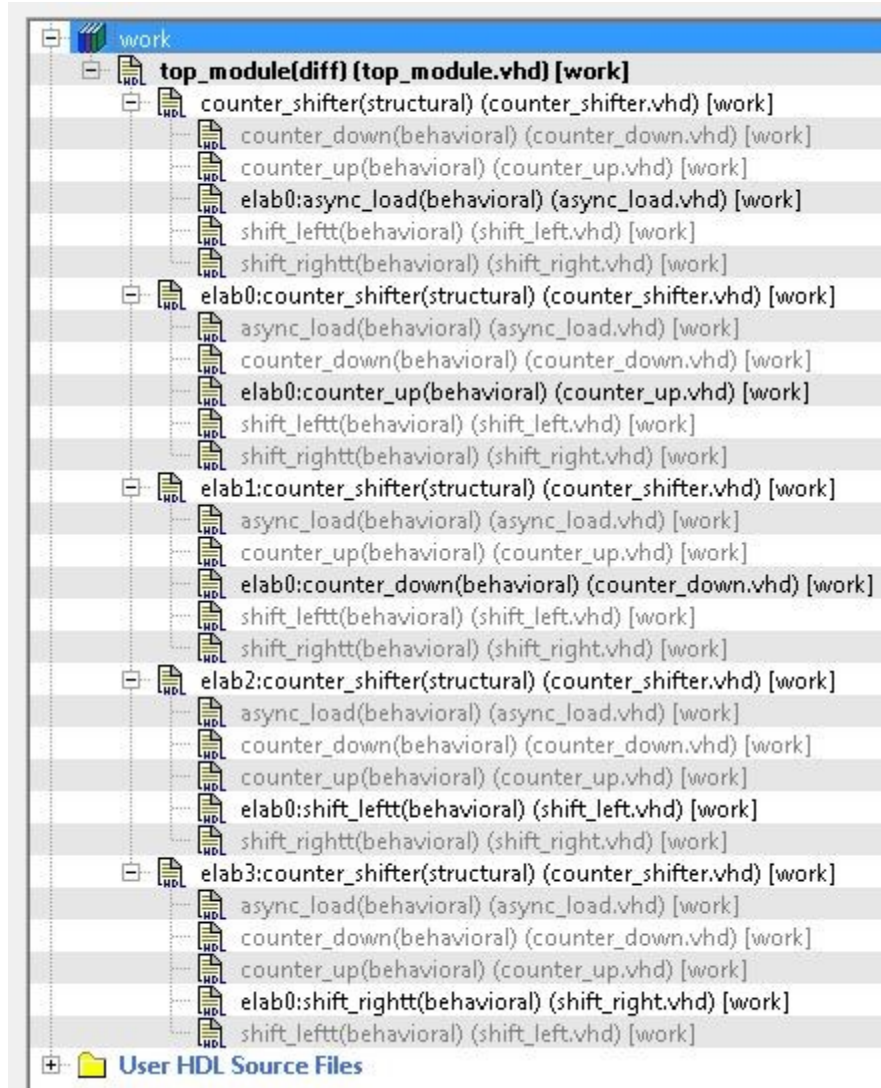 work
top_module(diff) (top_module.vhd) [work]
counter_shifter(structural) (counter_shifter.vhd) [work]
counter_down(behavioral) (counter_down.vhd) [work]
counter_up(behavioral) (counter_up.vhd) [work]
elab0:async_load(behavioral) (async_load.vhd) [work]
shift_leftt(behavioral) (shift_left.vhd) [work]
shift_rightt(behavioral) (shift_right.vhd) [work]
elab0:counter_shifter(structural) (counter_shifter.vhd) [work]
async_load(behavioral) (async_load.vhd) [work]
counter_down(behavioral) (counter_down.vhd) [work]
elab0:counter_up(behavioral) (counter_up.vhd) [work]
shift_leftt(behavioral) (shift_left.vhd) [work]
shift_rightt(behavioral) (shift_right.vhd) [work]
elab1:counter_shifter(structural) (counter_shifter.vhd) [work]
async_load(behavioral) (async_load.vhd) [work]
counter_up(behavioral) (counter_up.vhd) [work]
elab0:counter_down(behavioral) (counter_down.vhd) [work]
shift_leftt(behavioral) (shift_left.vhd) [work]
shift_rightt(behavioral) (shift_right.vhd) [work]
elab2:counter_shifter(structural) (counter_shifter.vhd) [work]
async_load(behavioral) (async_load.vhd) [work]
counter_down(behavioral) (counter_down.vhd) [work]
counter_up(behavioral) (counter_up.vhd) [work]
elab0:shift_leftt(behavioral) (shift_left.vhd) [work]
shift_rightt(behavioral) (shift_right.vhd) [work]
elab3:counter_shifter(structural) (counter_shifter.vhd) [work]
async_load(behavioral) (async_load.vhd) [work]
counter_down(behavioral) (counter_down.vhd) [work]
counter_up(behavioral) (counter_up.vhd) [work]
elab0:shift_rightt(behavioral) (shift_right.vhd) [work]
shift_leftt(behavioral) (shift_left.vhd) [work]
User HDL Source Files